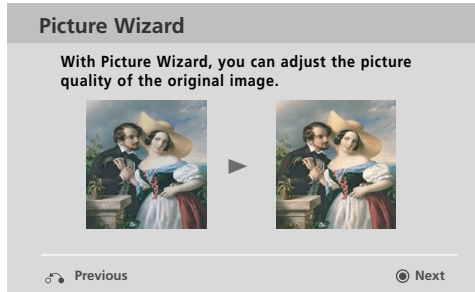 Picture Wizard
With Picture Wizard, you can adjust the picture
quality of the original image.
Previous
Next